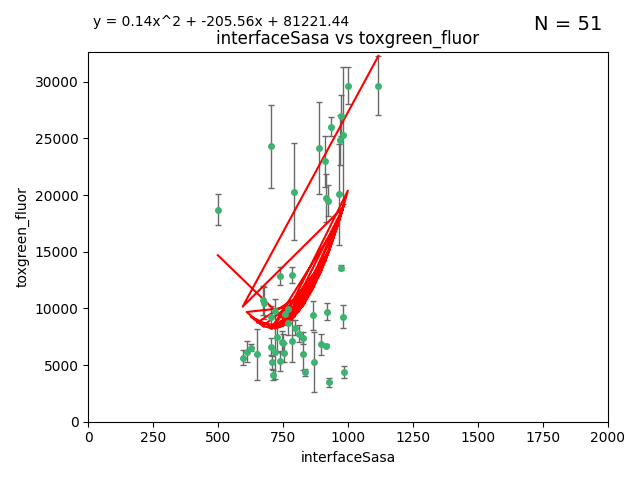 y = 0.14x^2 + -205.56x + 81221.44
N = 51
interfaceSasa vs toxgreen_fluor
30000
25000
20000
15000
10000
5000
0
toxgreen_fluor
0 250 500 750 1000 1250 1500 1750 2000
interfaceSasa